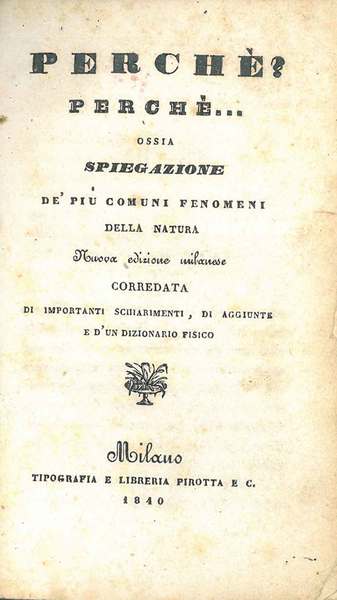 PERCHÈ?
PERCHÈ...
OSSIA
SPIEGAZIONE
DE' PIÙ COMUNI FENOMENI
DELLA NATURA
Nuova edizione milanese
CORREDATA
DI IMPORTANTI SCHIARIMENTI, DI AGGIUNTE
E D'UN DIZIONARIO FISICO
Milano
TIPOGRAFIA E LIBRERIA PIROTTA E C.
1840